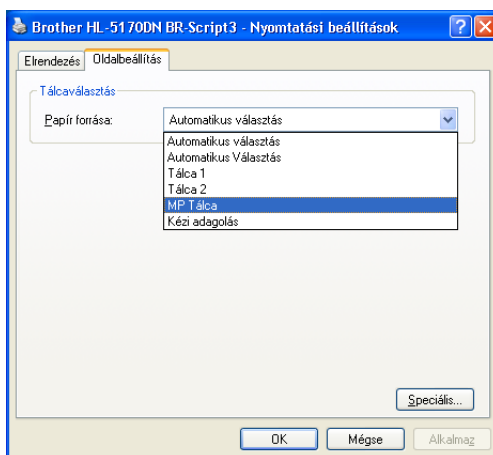 Brother HL-5170DN BR-Script3 - Nyomtatási beállítások
Elrendezés Oldalbeállítás
Tálcaválasztás
Papír forrása: Automatikus választás
Automatikus választás
Automatikus Választás
Tálca 1
Tálca 2
MP Tálca
Kézi adagolás
Speciális...
OK Mégse Alkalmaz